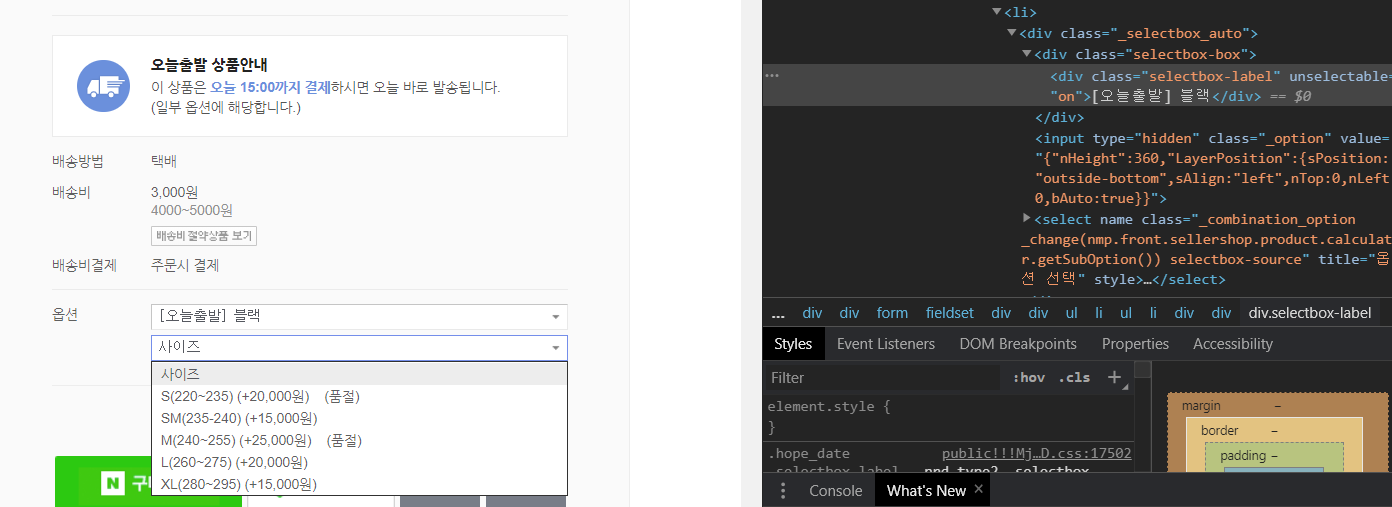 오늘출발 상품안내
이 상품은 오늘 15:00까지 결제하시면 오늘 바로 발송됩니다.
(일부 옵션에 해당합니다.)
배송방법 택배
배송비 3,000원
4000~5000원
배송비 절약상품 보기
배송비결제 주문시 결제
옵션 [오늘출발] 블랙
사이즈
사이즈
S(220~235) (+20,000원) (품절)
SM(235-240) (+15,000원)
M(240~255) (+25,000원) (품절)
L(260~275) (+20,000원)
XL(280~295) (+15,000원)
N
▼<li>
▼<div class="_selectbox_auto">
▼<div class="selectbox-box">
… <div class="selectbox-label" unselectable=
"on">[오늘출발] 블랙</div> == $0
</div>
<input type="hidden" class="_option" value=
"{"nHeight":360,"LayerPosition":{sPosition:
"outside-bottom",sAlign:"left",nTop:0,nLeft
0,bAuto:true}}">
▶<select name class="_combination_option
_change(nmp.front.sellershop.product.calculat
r.getSubOption()) selectbox-source" title="옵
션 선택" style>…</select>
… div div form fieldset div div ul li ul li div div div.selectbox-label
Styles Event Listeners DOM Breakpoints Properties Accessibility
Filter :hov .cls +
element.style {
}
.hope_date public!!!Mj…D.css:17502
margin –
border –
padding –
Console What's New ×